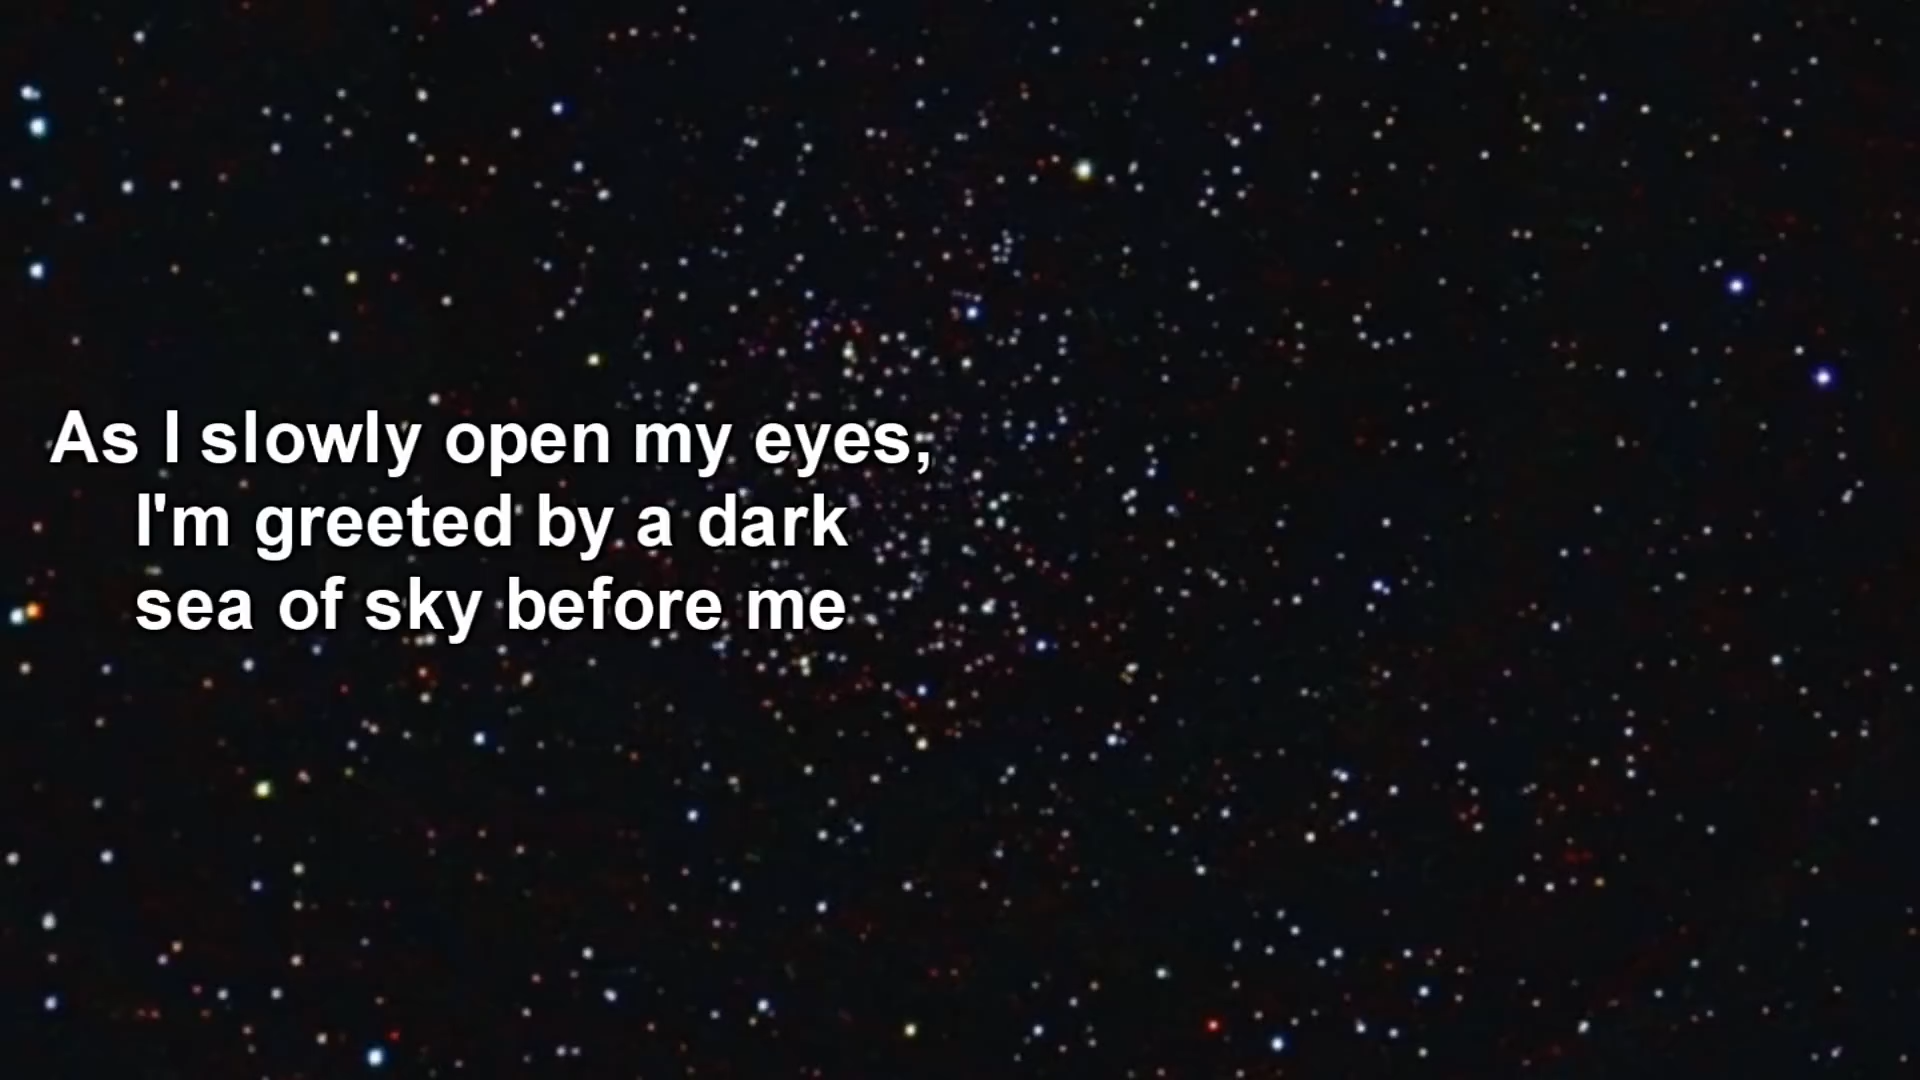 As I slowly open my eyes,
I'm greeted by a dark
sea of sky before me